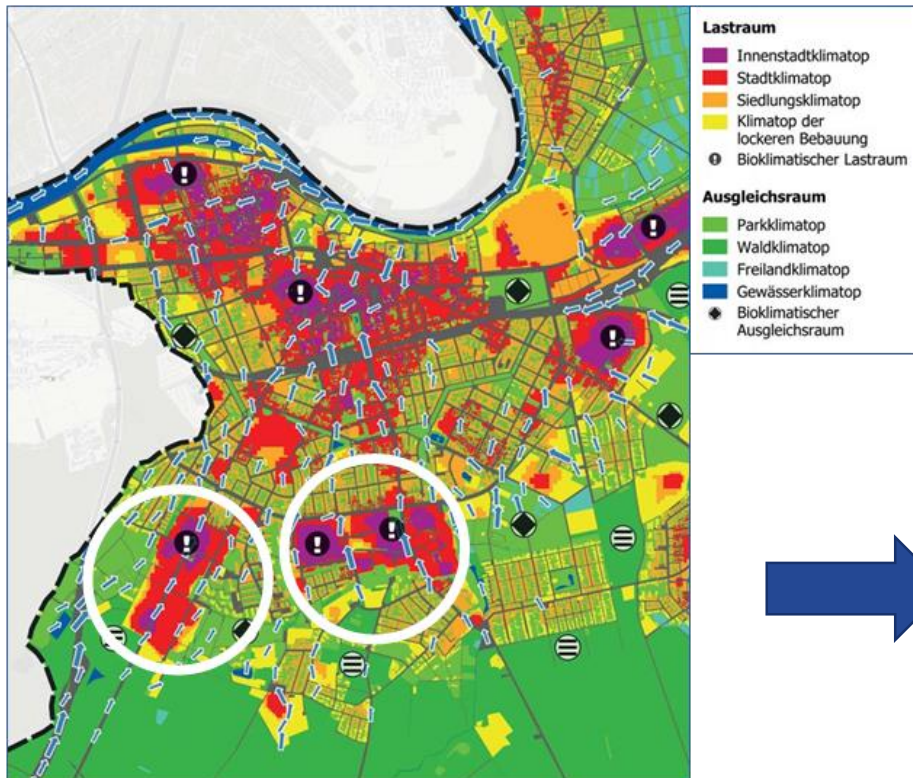 Lastraum
Innenstadtklimatop
Stadtklimatop
Siedlungsklimatop
Klimatop der
lockeren Bebauung
Bioklimatischer Lastraum
Ausgleichsraum
Parkklimatop
Waldklimatop
Freilandklimatop
Gewässerklimatop
Bioklimatischer
Ausgleichsraum